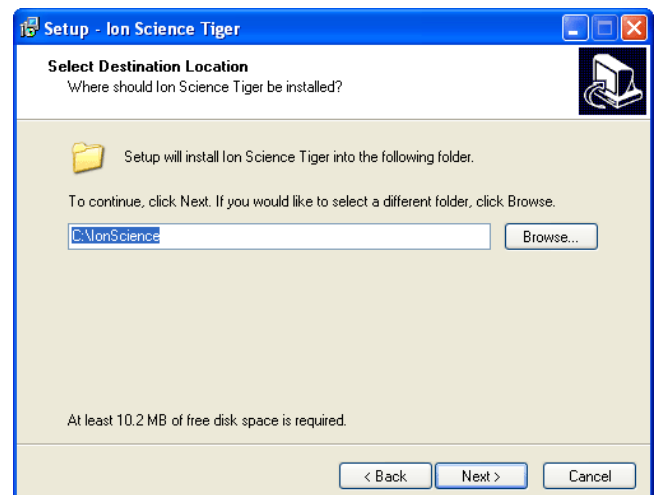 Setup - Ion Science Tiger
Select Destination Location
Where should Ion Science Tiger be installed?
Setup will install Ion Science Tiger into the following folder.
To continue, click Next. If you would like to select a different folder, click Browse.
C:\IonScience
Browse...
At least 10.2 MB of free disk space is required.
< Back
Next >
Cancel